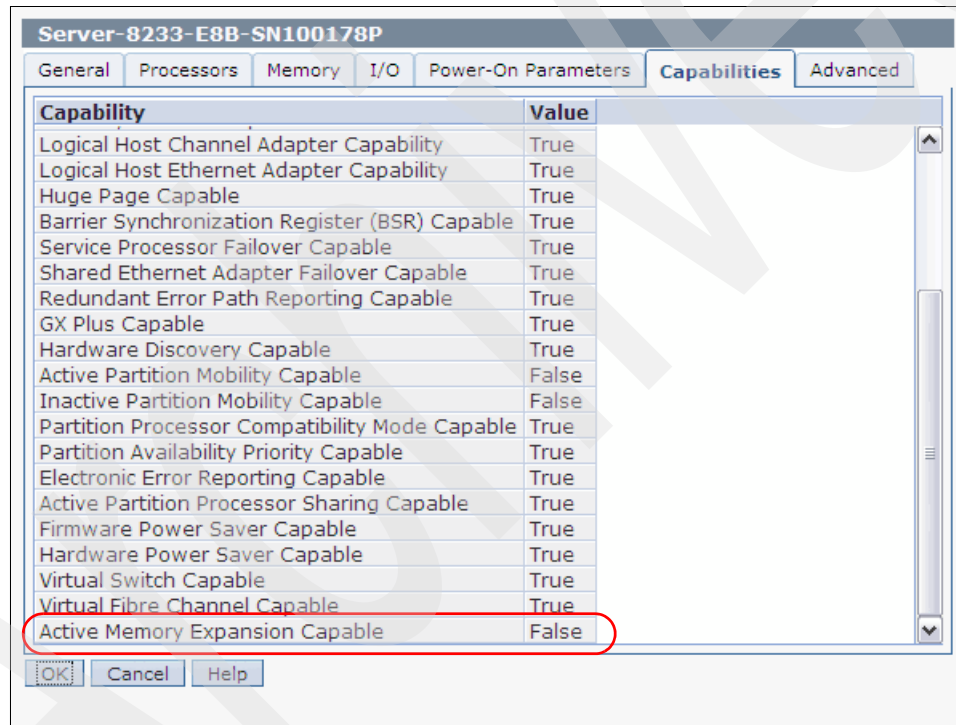 Server-8233-E8B-SN100178P
General Processors Memory I/O Power-On Parameters Capabilities Advanced
Capability Value
Logical Host Channel Adapter Capability True
Logical Host Ethernet Adapter Capability True
Huge Page Capable True
Barrier Synchronization Register (BSR) Capable True
Service Processor Failover Capable True
Shared Ethernet Adapter Failover Capable True
Redundant Error Path Reporting Capable True
GX Plus Capable True
Hardware Discovery Capable True
Active Partition Mobility Capable False
Inactive Partition Mobility Capable False
Partition Processor Compatibility Mode Capable True
Partition Availability Priority Capable True
Electronic Error Reporting Capable True
Active Partition Processor Sharing Capable True
Firmware Power Saver Capable True
Hardware Power Saver Capable True
Virtual Switch Capable True
Virtual Fibre Channel Capable True
Active Memory Expansion Capable False
OK Cancel Help